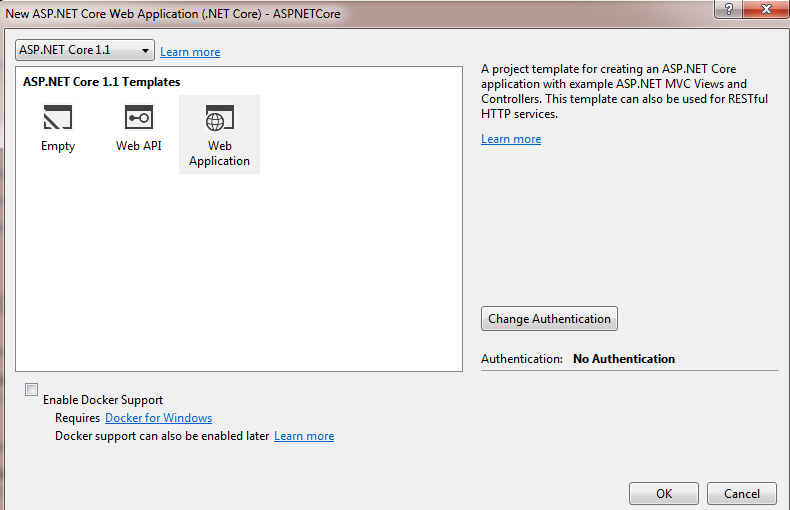 New ASP.NET Core Web Application (.NET Core) - ASPNETCore
?
ASP.NET Core 1.1
Learn more
ASP.NET Core 1.1 Templates
Empty
Web API
Web
Application
A project template for creating an ASP.NET Core
application with example ASP.NET MVC Views and
Controllers. This template can also be used for RESTful
HTTP services.
Learn more
Change Authentication
Authentication: No Authentication
Enable Docker Support
Requires Docker for Windows
Docker support can also be enabled later Learn more
OK
Cancel